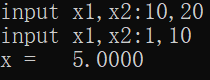 input x1,x2:10,20
input x1,x2:1,10
x =   5.0000